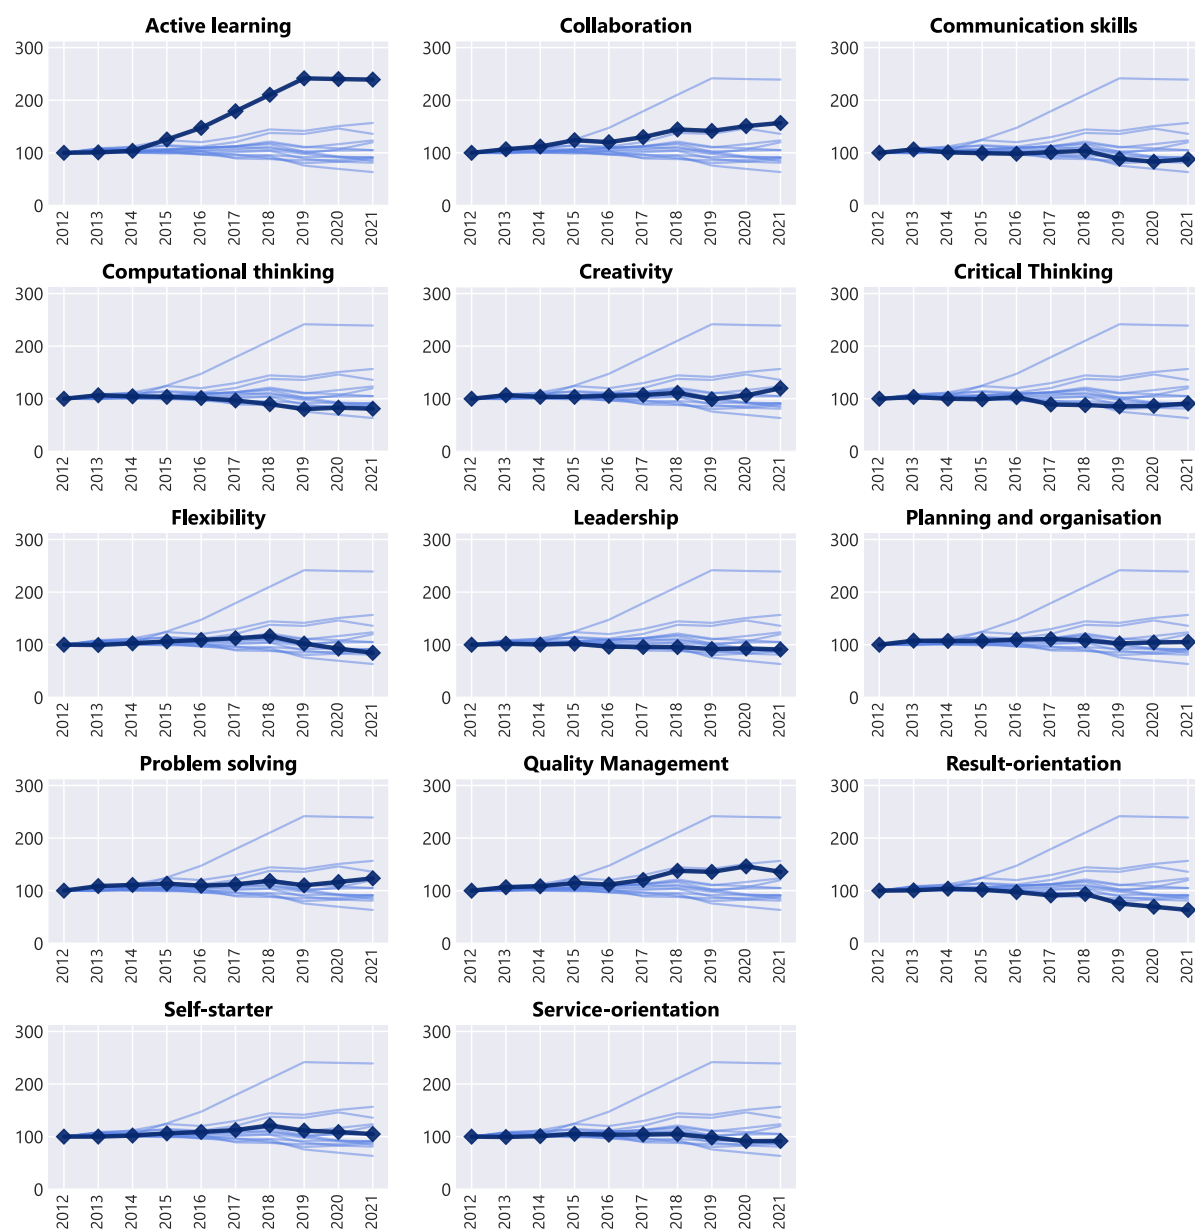 Active learning Collaboration Communication skills
300 300 300
200 200 200
100 100 100
0 0 0
2012 2013 2014 2015 2016 2017 2018 2019 2020 2021 2012 2013 2014 2015 2016 2017 2018 2019 2020 2021 2012 2013 2014 2015 2016 2017 2018 2019 2020 2021
Computational thinking Creativity Critical Thinking
300 300 300
200 200 200
100 100 100
0 0 0
2012 2013 2014 2015 2016 2017 2018 2019 2020 2021 2012 2013 2014 2015 2016 2017 2018 2019 2020 2021 2012 2013 2014 2015 2016 2017 2018 2019 2020 2021
Flexibility Leadership Planning and organisation
300 300 300
200 200 200
100 100 100
0 0 0
2012 2013 2014 2015 2016 2017 2018 2019 2020 2021 2012 2013 2014 2015 2016 2017 2018 2019 2020 2021 2012 2013 2014 2015 2016 2017 2018 2019 2020 2021
Problem solving Quality Management Result-orientation
300 300 300
200 200 200
100 100 100
0 0 0
2012 2013 2014 2015 2016 2017 2018 2019 2020 2021 2012 2013 2014 2015 2016 2017 2018 2019 2020 2021 2012 2013 2014 2015 2016 2017 2018 2019 2020 2021
Self-starter Service-orientation
300 300
200 200
100 100
0 0
2012 2013 2014 2015 2016 2017 2018 2019 2020 2021 2012 2013 2014 2015 2016 2017 2018 2019 2020 2021